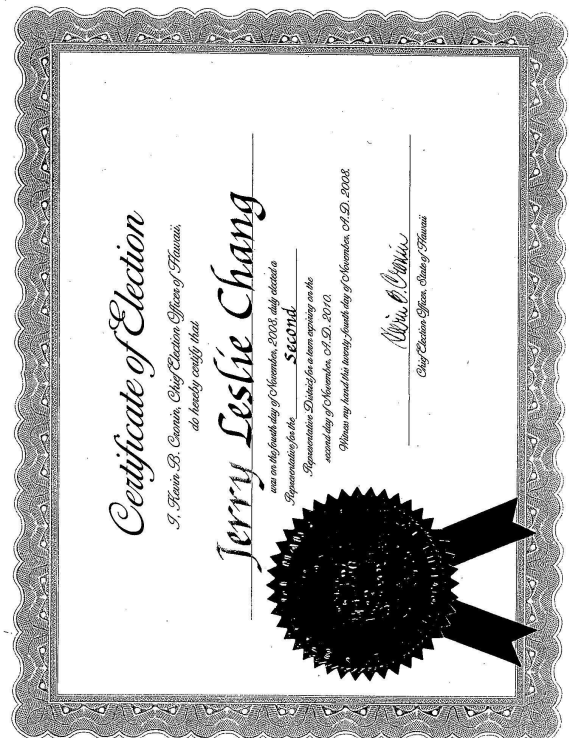 Certificate of Election
I, Kevin B. Cronin, Chief Election Officer of Hawaii,
do hereby certify that
Jerry Leslie Chang
was on the fourth day of November, 2008, duly elected a
Representative for the Second
Representative District for a term expiring on the
second day of November, A.D. 2010.
Witness my hand this twenty-fourth day of November, A.D. 2008.
Kevin B. Cronin
Chief Election Officer, State of Hawaii